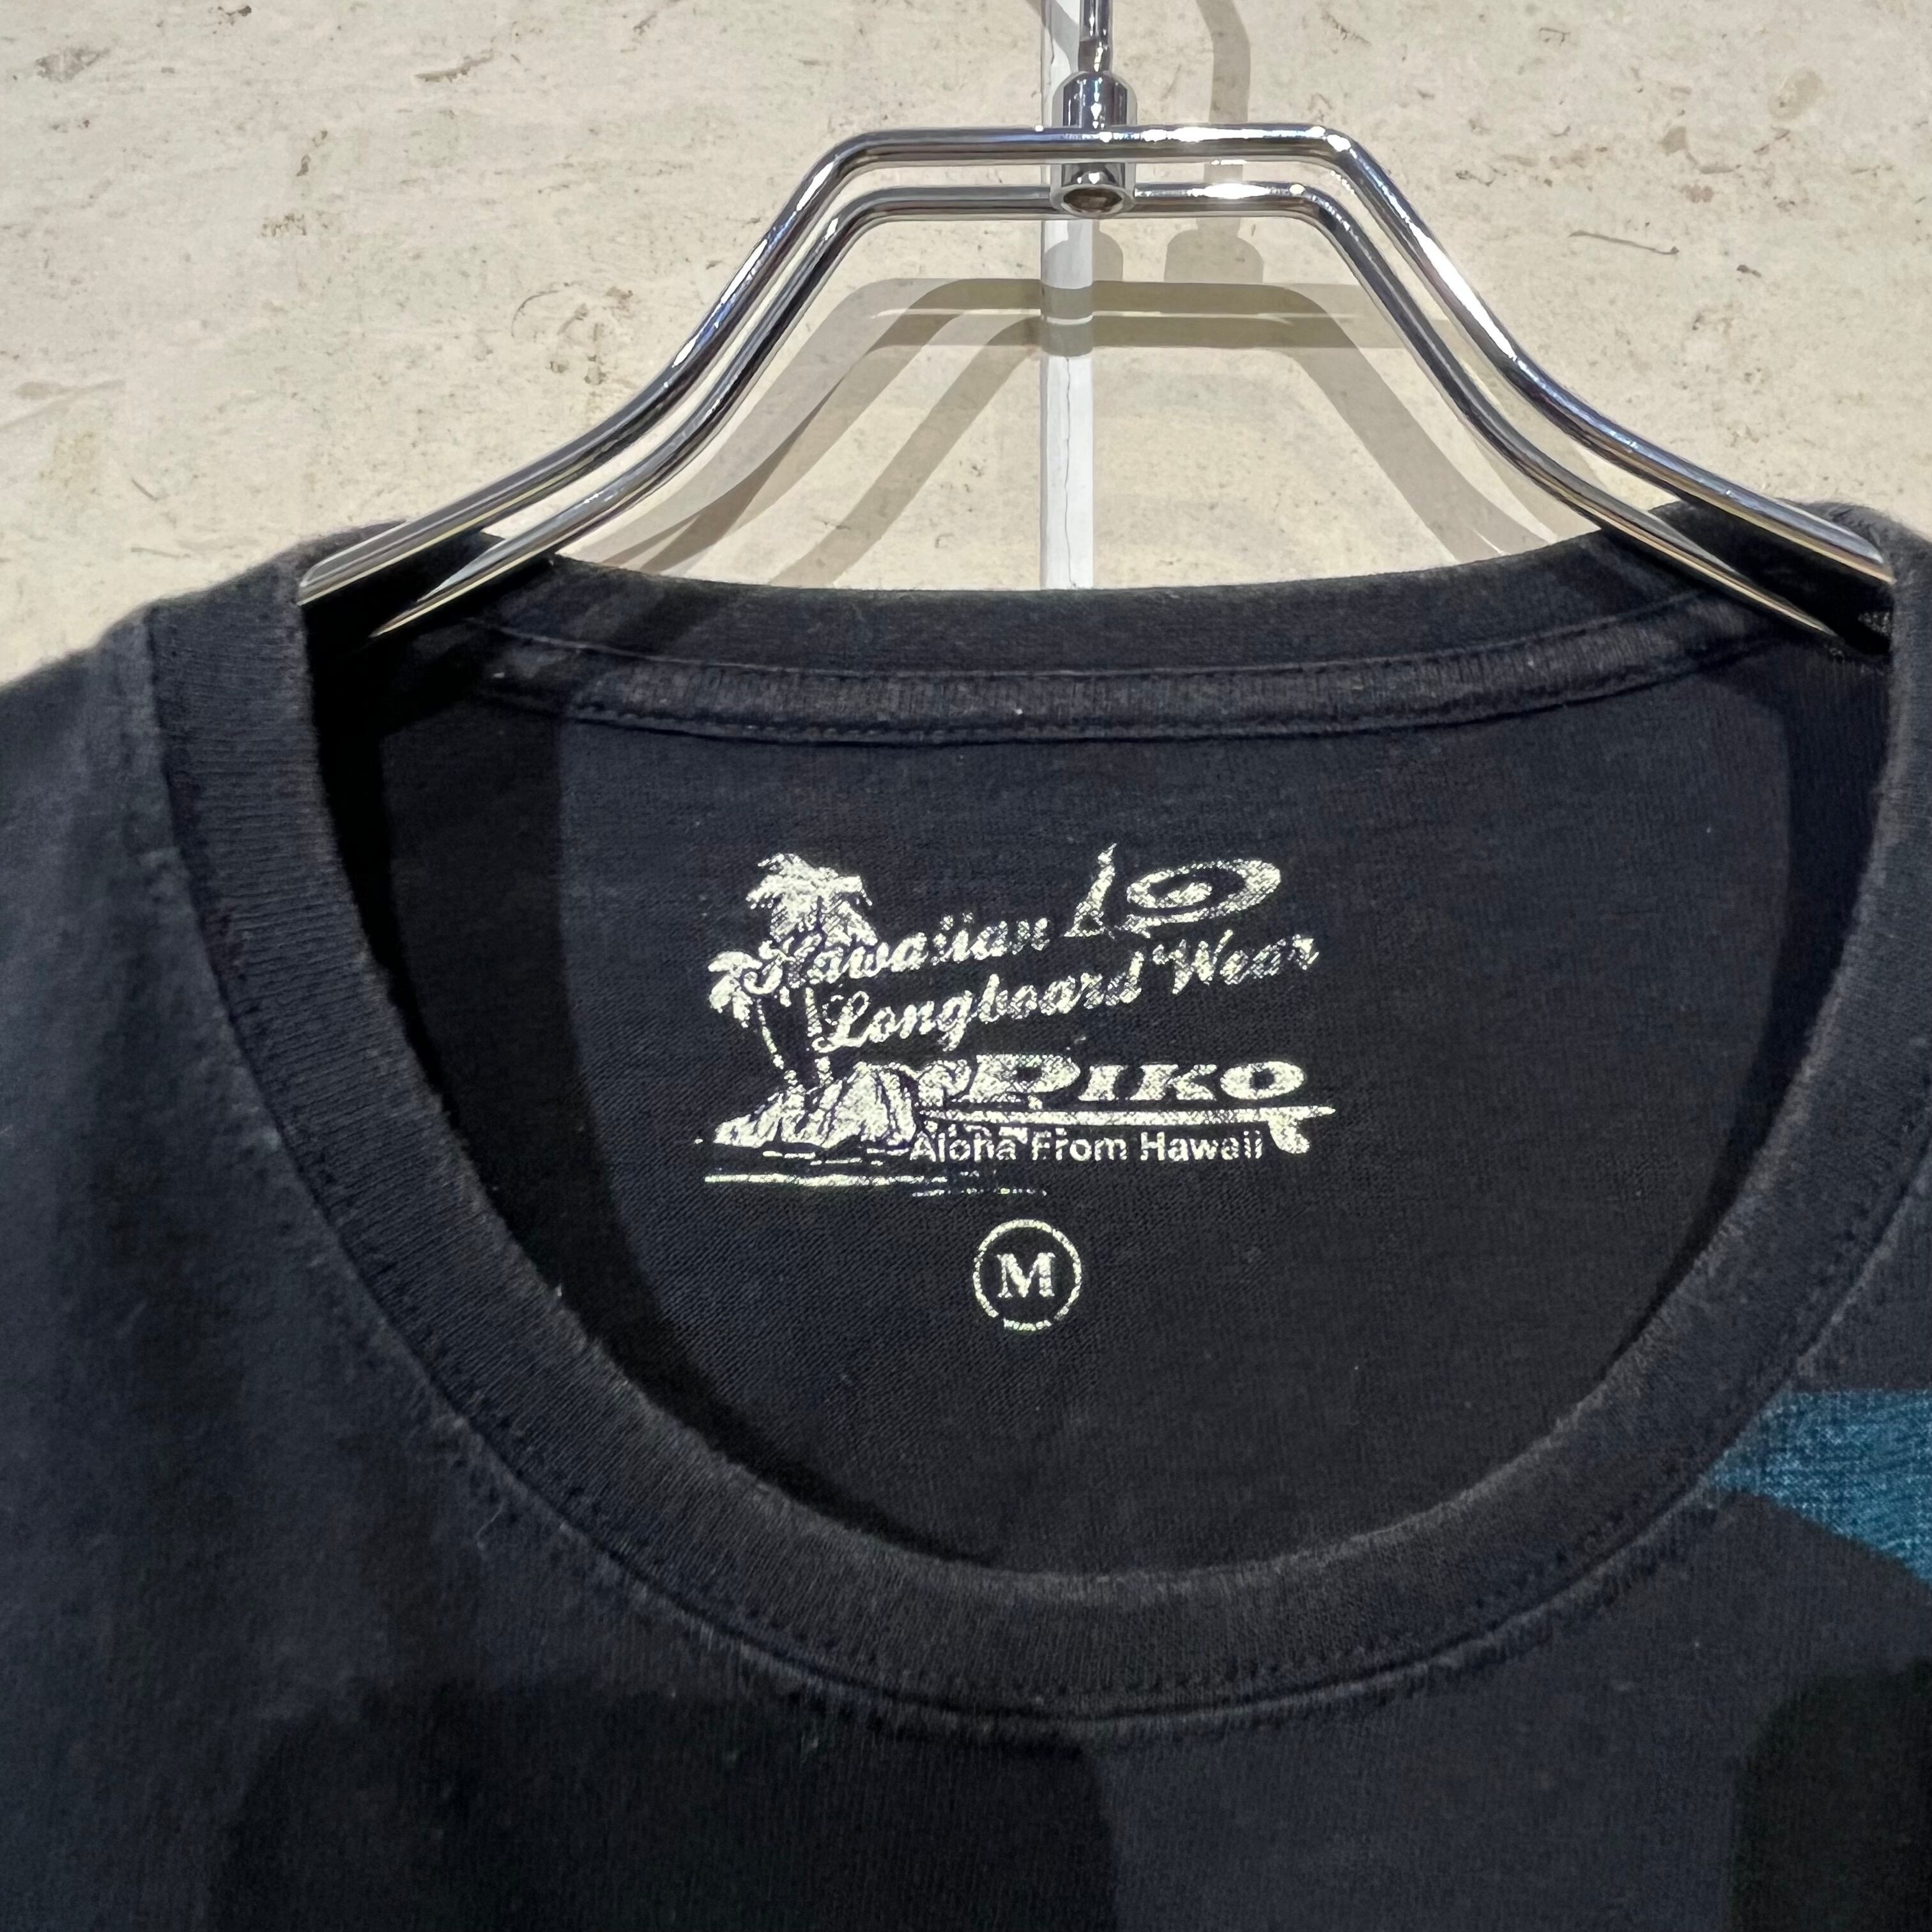 Hawaiian
Longboard Wear
PIKO
Aloha From Hawaii
M